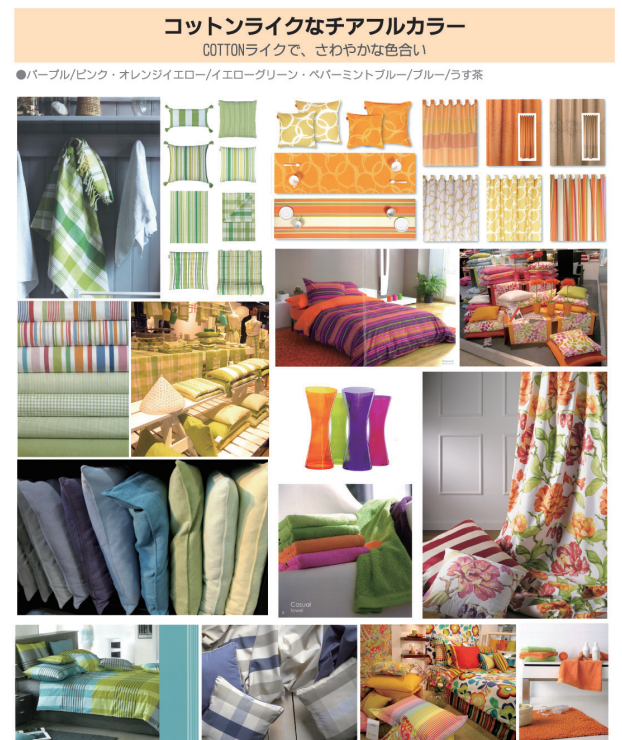 コットンライクなチアフルカラー
COTTONライクで、さわやかな色合い
●パープル/ピンク・オレンジイエロー/イエローグリーン・ペパーミントブルー/ブルー/うす茶
Casual
towel